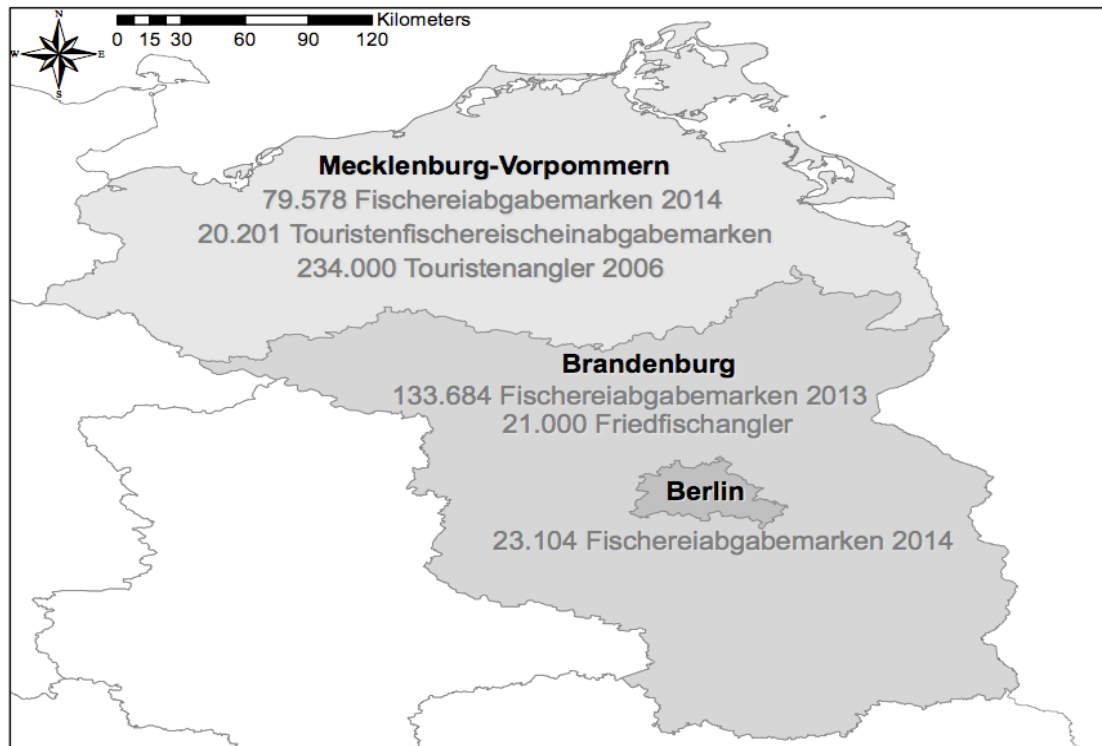 N
W E
S
Kilometers
0 15 30 60 90 120
Mecklenburg-Vorpommern
79.578 Fischereiabgabemarken 2014
20.201 Touristenfischereischeinabgabemarken
234.000 Touristenangler 2006
Brandenburg
133.684 Fischereiabgabemarken 2013
21.000 Friedfischangler
Berlin
23.104 Fischereiabgabemarken 2014